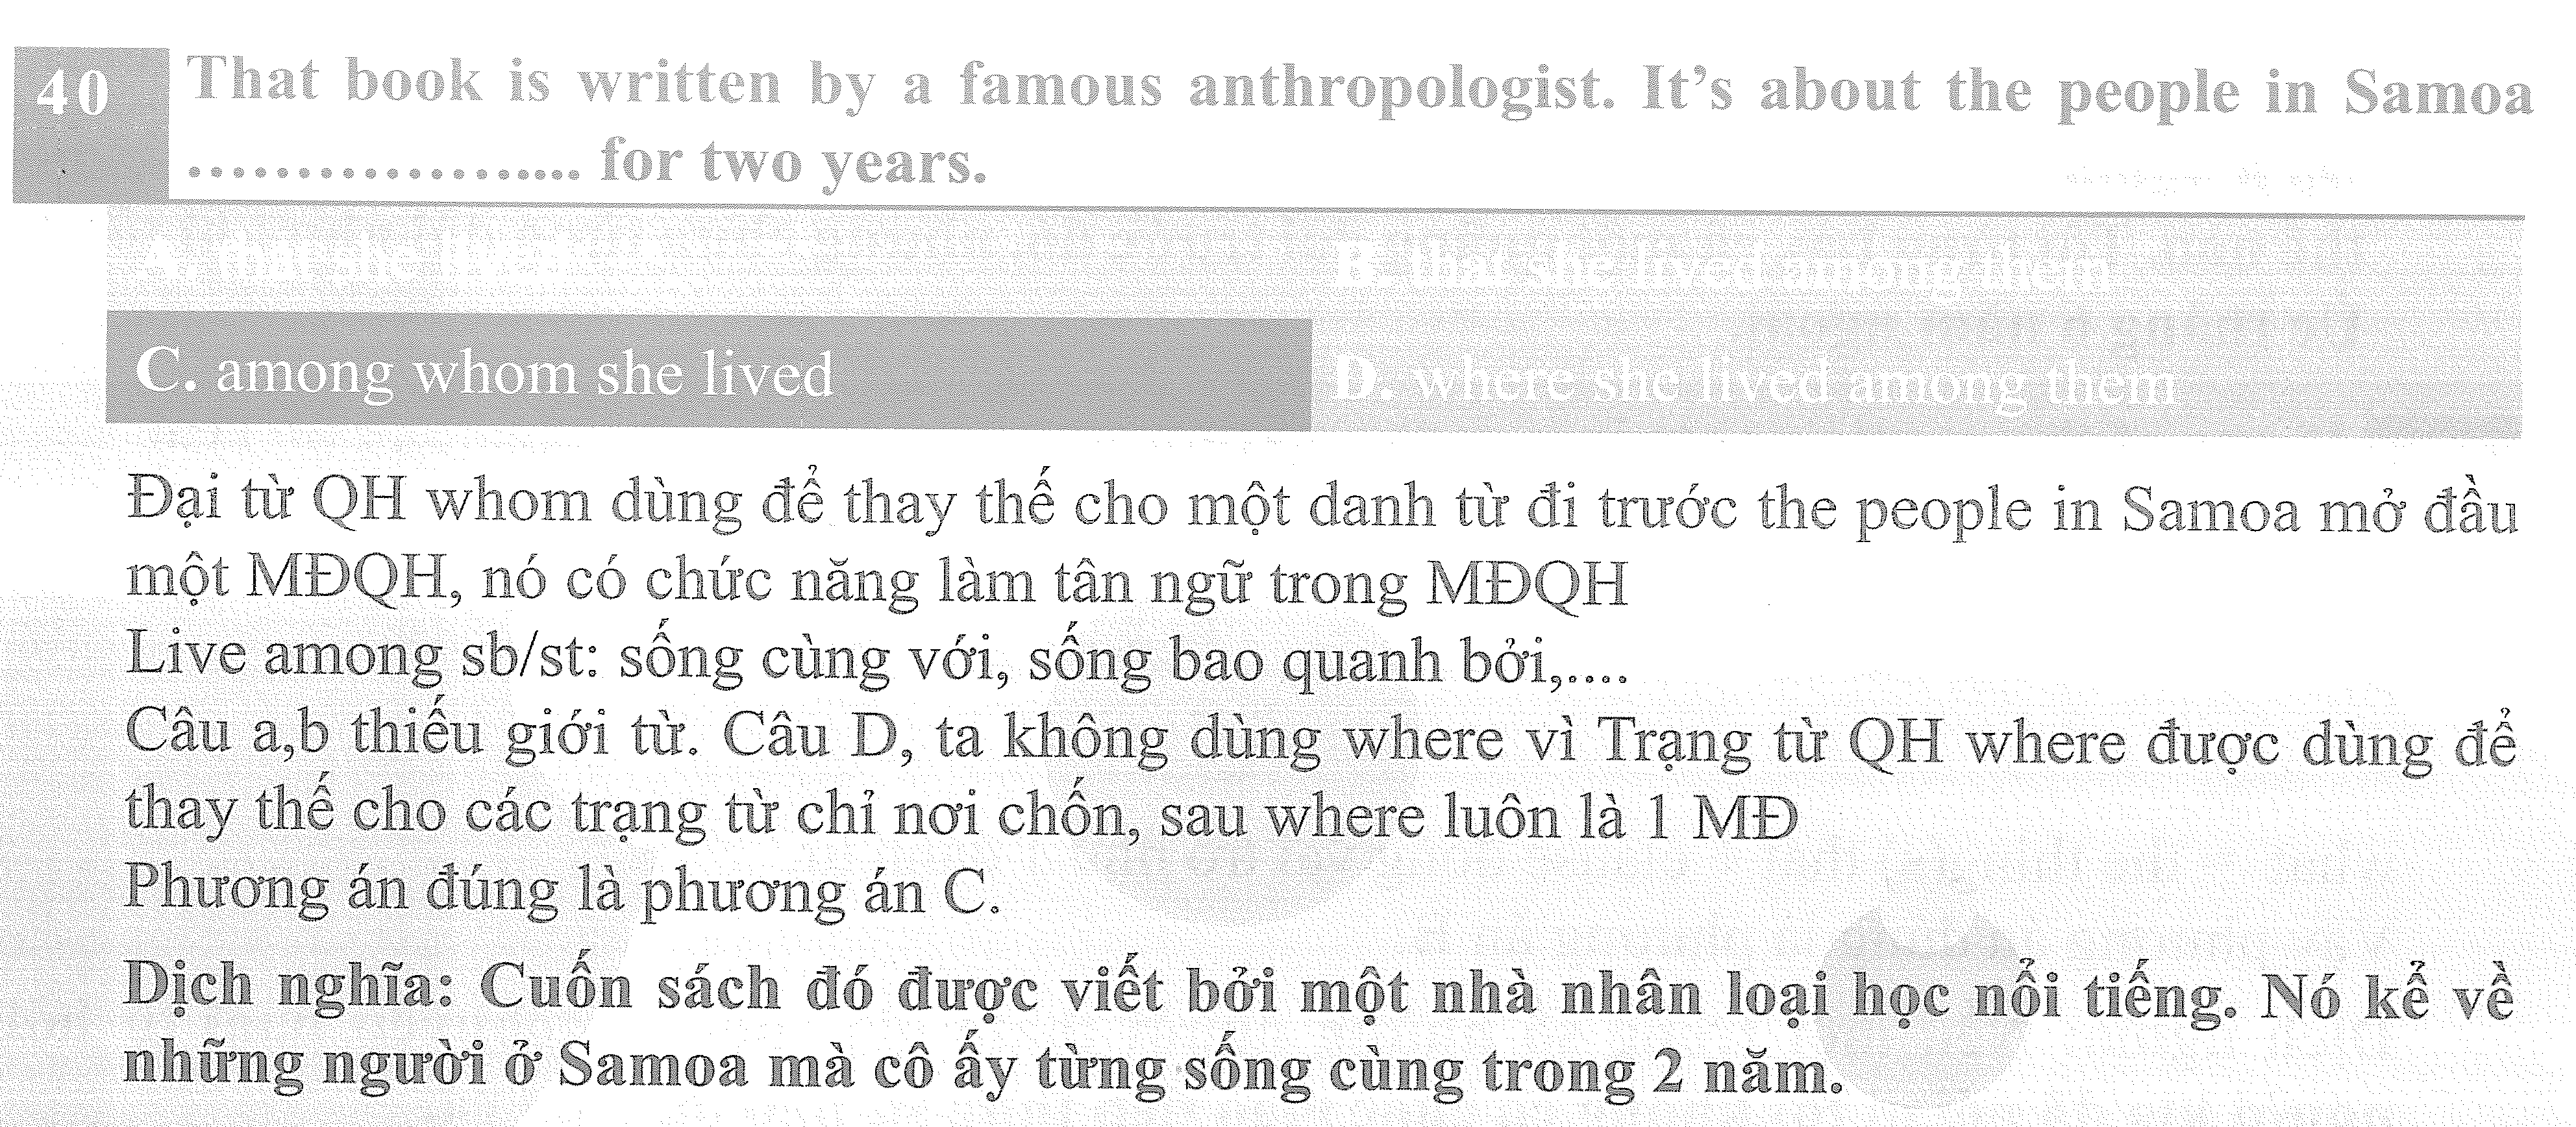 40 That book is written by a famous anthropologist. It's about the people in Samoa
.................. for two years.
A. that she lived
B. that she lived among them
C. among whom she lived
D. where she lived among them
Đại từ QH whom dùng để thay thế cho một danh từ đi trước the people in Samoa mở đầu
một MĐQH, nó có chức năng làm tân ngữ trong MĐQH
Live among sb/st: sống cùng với, sống bao quanh bởi,....
Câu a,b thiếu giới từ. Câu D, ta không dùng where vì Trạng từ QH where được dùng để
thay thế cho các trạng từ chỉ nơi chốn, sau where luôn là 1 MĐ
Phương án đúng là phương án C.
Dịch nghĩa: Cuốn sách đó được viết bởi một nhà nhân loại học nổi tiếng. Nó kể về
những người ở Samoa mà cô ấy từng sống cùng trong 2 năm.